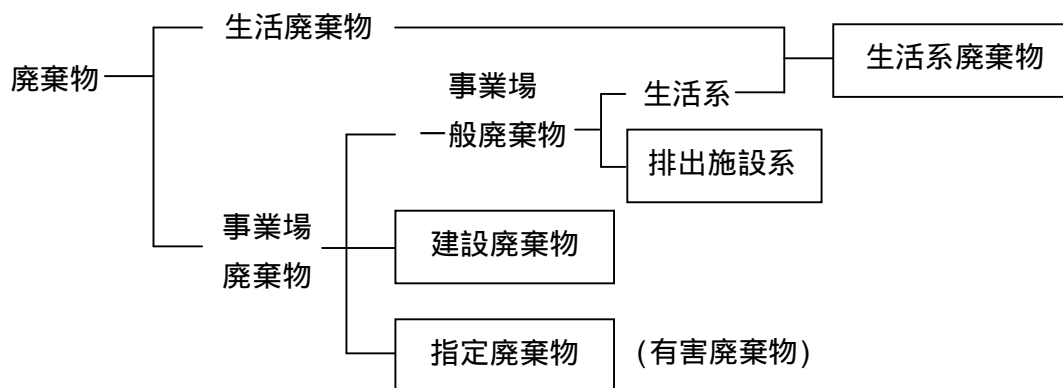 廃棄物
生活廃棄物
生活系廃棄物
事業場
一般廃棄物
生活系
排出施設系
事業場
廃棄物
建設廃棄物
指定廃棄物
(有害廃棄物)